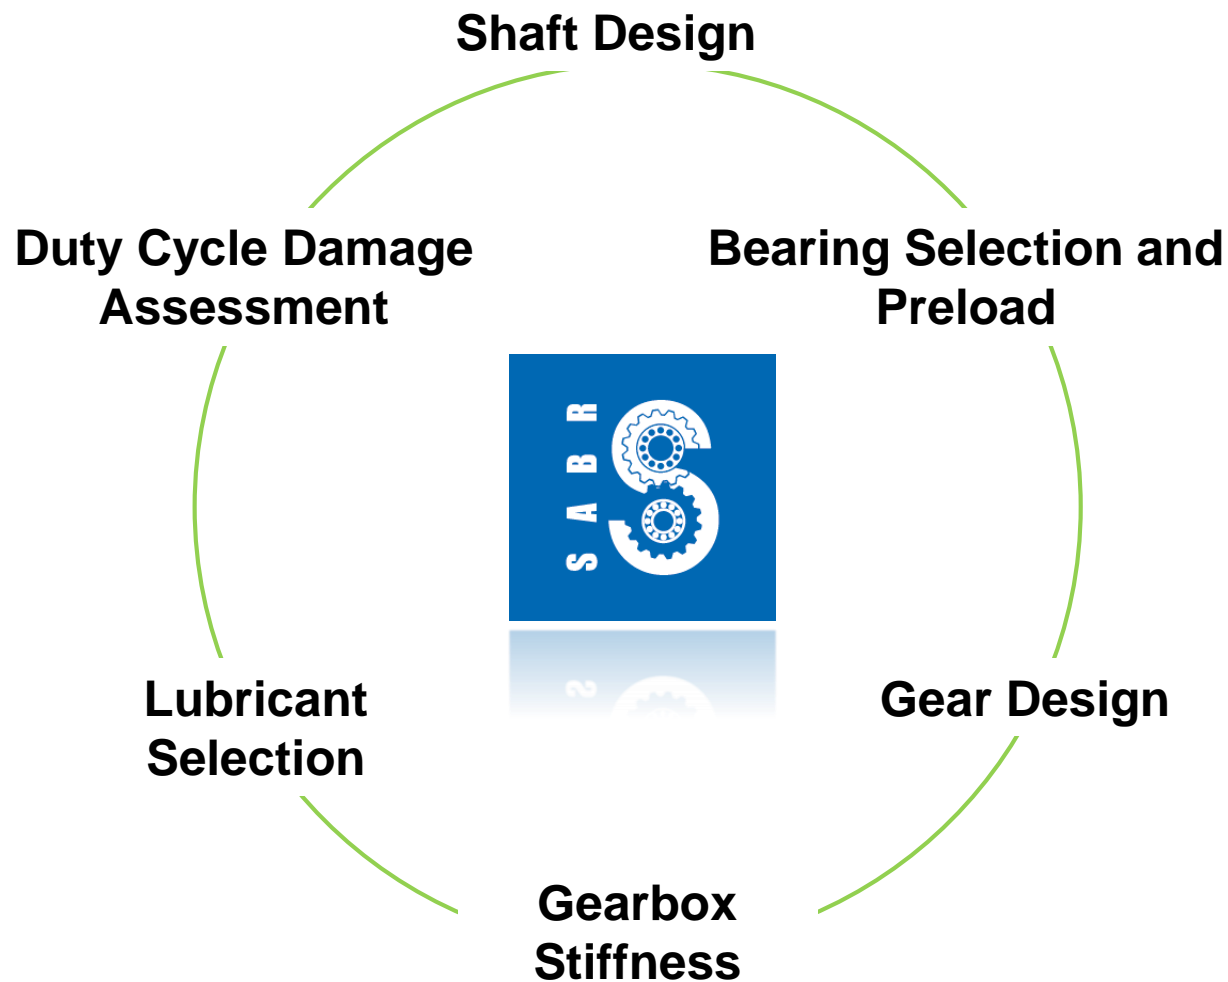 Shaft Design
Duty Cycle Damage
Assessment
Bearing Selection and
Preload
SABR
Lubricant
Selection
Gear Design
Gearbox
Stiffness